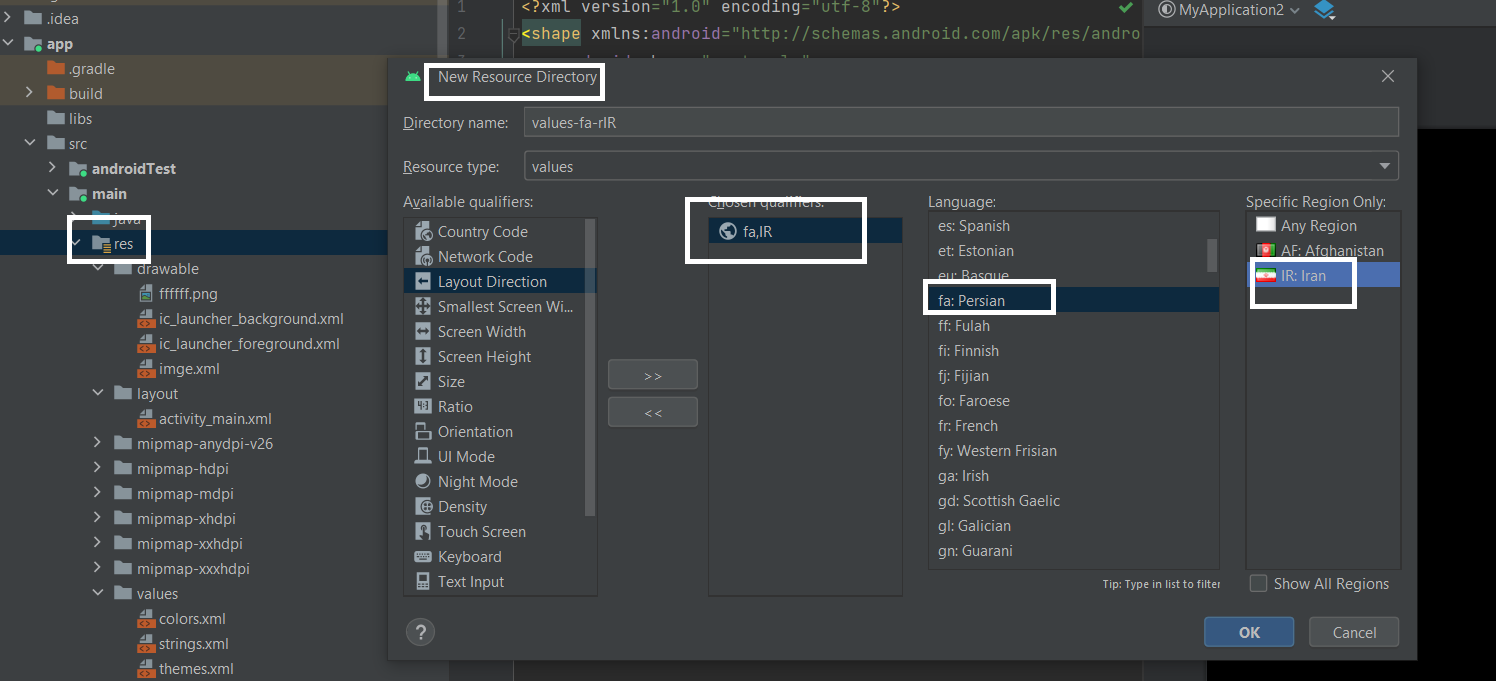 .idea
app
.gradle
build
libs
src
androidTest
main
java
res
drawable
ffffff.png
ic_launcher_background.xml
ic_launcher_foreground.xml
imge.xml
layout
activity_main.xml
mipmap-anydpi-v26
mipmap-hdpi
mipmap-mdpi
mipmap-xhdpi
mipmap-xxhdpi
mipmap-xxxhdpi
values
colors.xml
strings.xml
themes.xml
1 <?xml version="1.0" encoding="utf-8"?>
2 <shape xmlns:android="http://schemas.android.com/apk/res/andro
MyApplication2
New Resource Directory
Directory name: values-fa-rIR
Resource type: values
Available qualifiers:
Country Code
Network Code
Layout Direction
Smallest Screen Wi...
Screen Width
Screen Height
Size
Ratio
Orientation
UI Mode
Night Mode
Density
Touch Screen
Keyboard
Text Input
>>
<<
Chosen qualifiers:
fa,IR
Language:
es: Spanish
et: Estonian
eu: Basque
fa: Persian
ff: Fulah
fi: Finnish
fj: Fijian
fo: Faroese
fr: French
fy: Western Frisian
ga: Irish
gd: Scottish Gaelic
gl: Galician
gn: Guarani
Tip: Type in list to filter
Specific Region Only:
Any Region
AF: Afghanistan
IR: Iran
Show All Regions
?
OK
Cancel